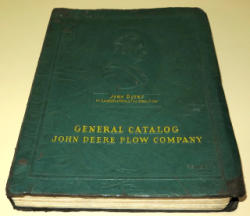 JOHN DEERE
GENERAL CATALOG
JOHN DEERE PLOW COMPANY